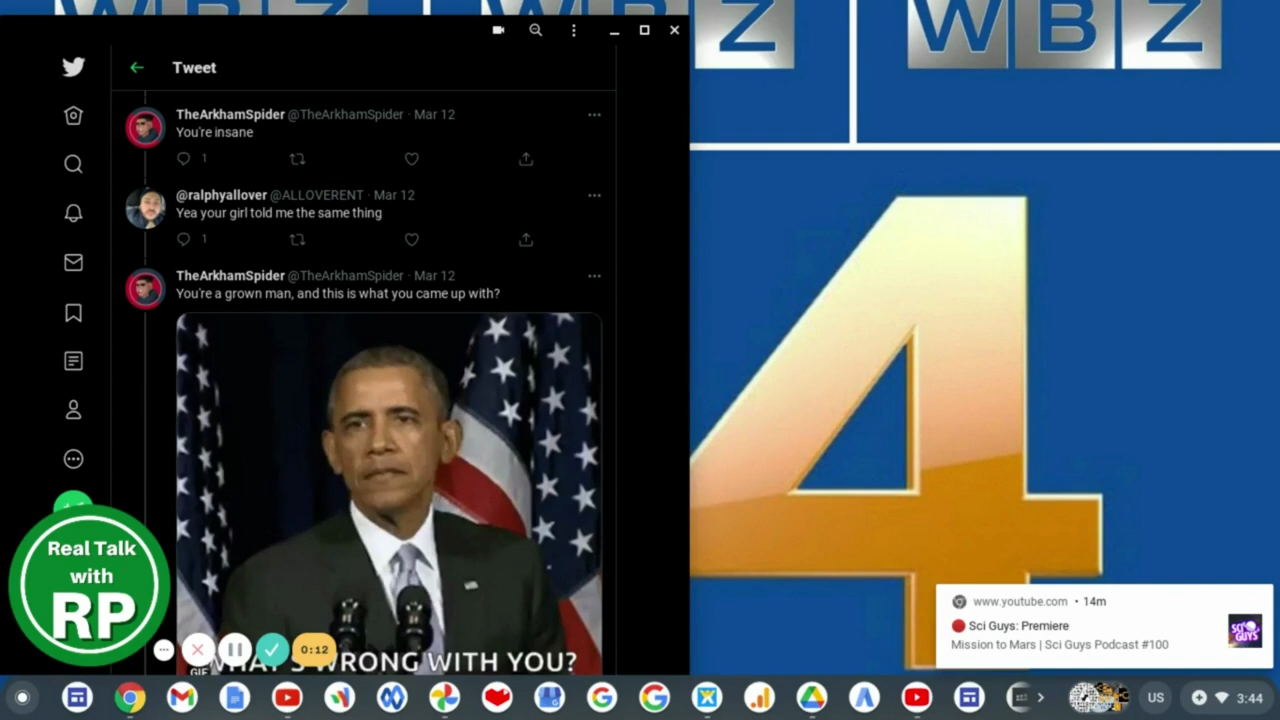 WBZ
Tweet
TheArkhamSpider @TheArkhamSpider · Mar 12
You're insane
1
@ralphyallover @ALLOVERENT · Mar 12
Yea your girl told me the same thing
1
TheArkhamSpider @TheArkhamSpider · Mar 12
You're a grown man, and this is what you came up with?
WHAT'S WRONG WITH YOU?
GIF
Real Talk
with
RP
0:12
Z
4
www.youtube.com • 14m
Sci Guys: Premiere
Mission to Mars | Sci Guys Podcast #100
SCI GUYS
US
3:44